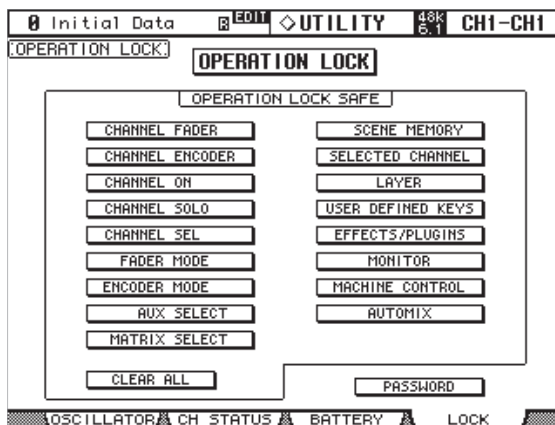 0 Initial Data R EDIT ◇UTILITY 48k 6.1 CH1-CH1
OPERATION LOCK
OPERATION LOCK
OPERATION LOCK SAFE
CHANNEL FADER SCENE MEMORY
CHANNEL ENCODER SELECTED CHANNEL
CHANNEL ON LAYER
CHANNEL SOLO USER DEFINED KEYS
CHANNEL SEL EFFECTS/PLUGINS
FADER MODE MONITOR
ENCODER MODE MACHINE CONTROL
AUX SELECT AUTOMIX
MATRIX SELECT
CLEAR ALL PASSWORD
OSCILLATOR CH STATUS BATTERY LOCK